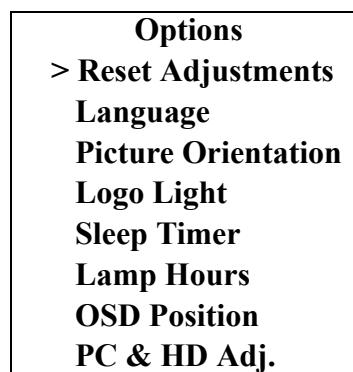 Options
> Reset Adjustments
Language
Picture Orientation
Logo Light
Sleep Timer
Lamp Hours
OSD Position
PC & HD Adj.